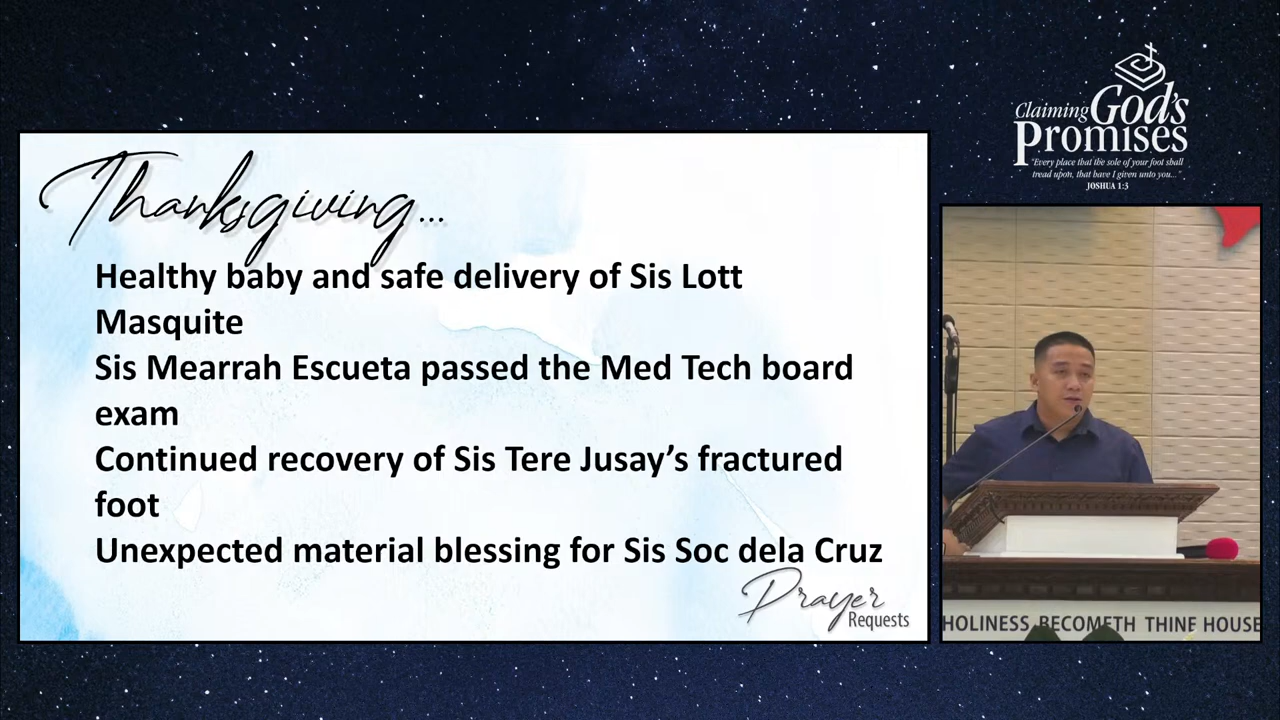 Claiming God's
Promises
"Every place that the sole of your foot shall
tread upon, that have I given unto you..."
JOSHUA 1:3
Thanksgiving...
Healthy baby and safe delivery of Sis Lott
Masquite
Sis Mearrah Escueta passed the Med Tech board
exam
Continued recovery of Sis Tere Jusay’s fractured
foot
Unexpected material blessing for Sis Soc dela Cruz
Prayer
Requests
HOLINESS BECOMETH THINE HOUSE